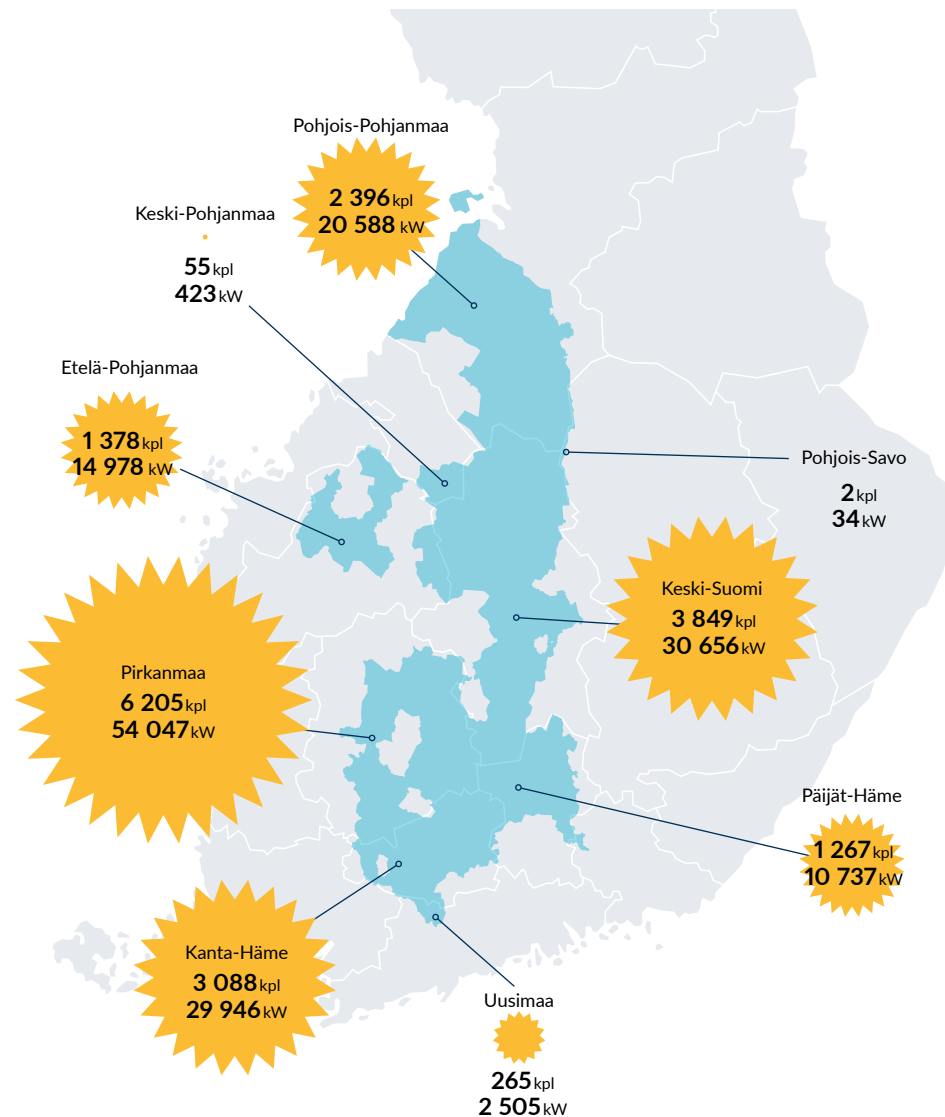 Pohjois-Pohjanmaa
2 396 kpl
20 588 kW
Keski-Pohjanmaa
55 kpl
423 kW
Etelä-Pohjanmaa
1 378 kpl
14 978 kW
Pohjois-Savo
2 kpl
34 kW
Keski-Suomi
3 849 kpl
30 656 kW
Pirkanmaa
6 205 kpl
54 047 kW
Päijät-Häme
1 267 kpl
10 737 kW
Kanta-Häme
3 088 kpl
29 946 kW
Uusimaa
265 kpl
2 505 kW